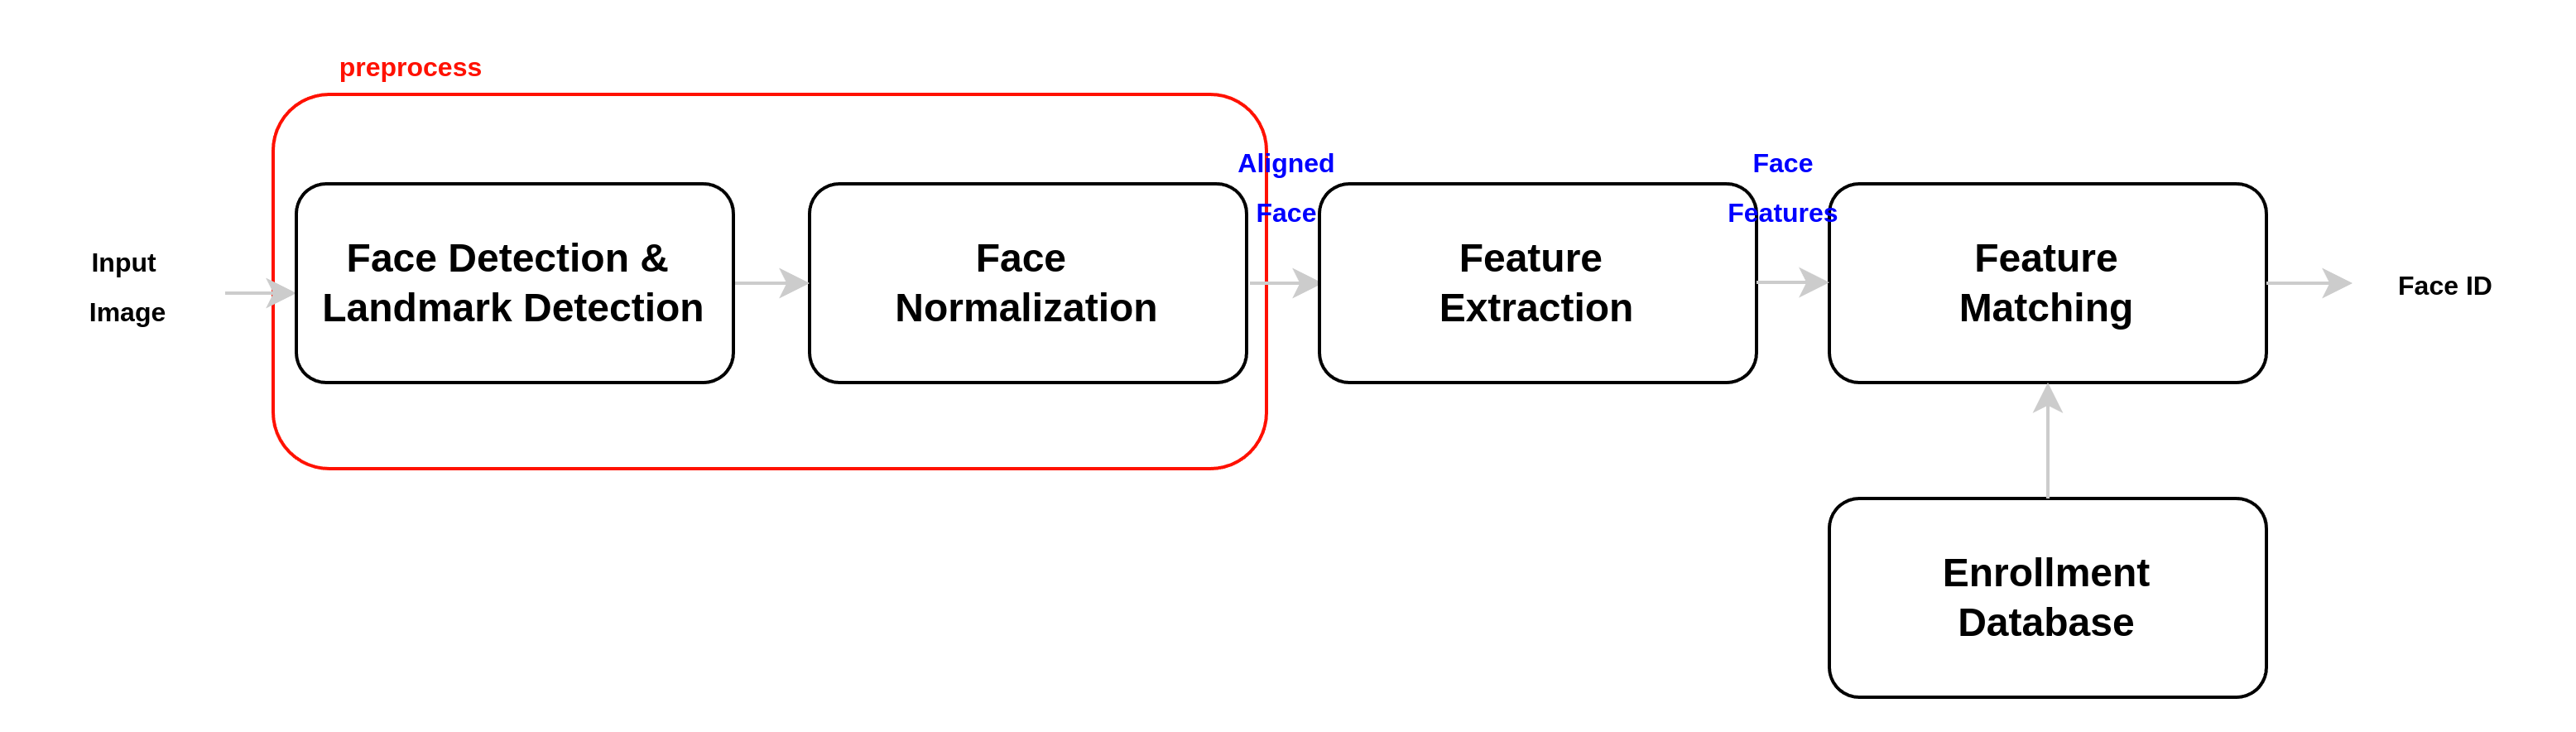 preprocess
Input
Image
Face Detection &
Landmark Detection
Face
Normalization
Aligned
Face
Feature
Extraction
Face
Features
Feature
Matching
Face ID
Enrollment
Database